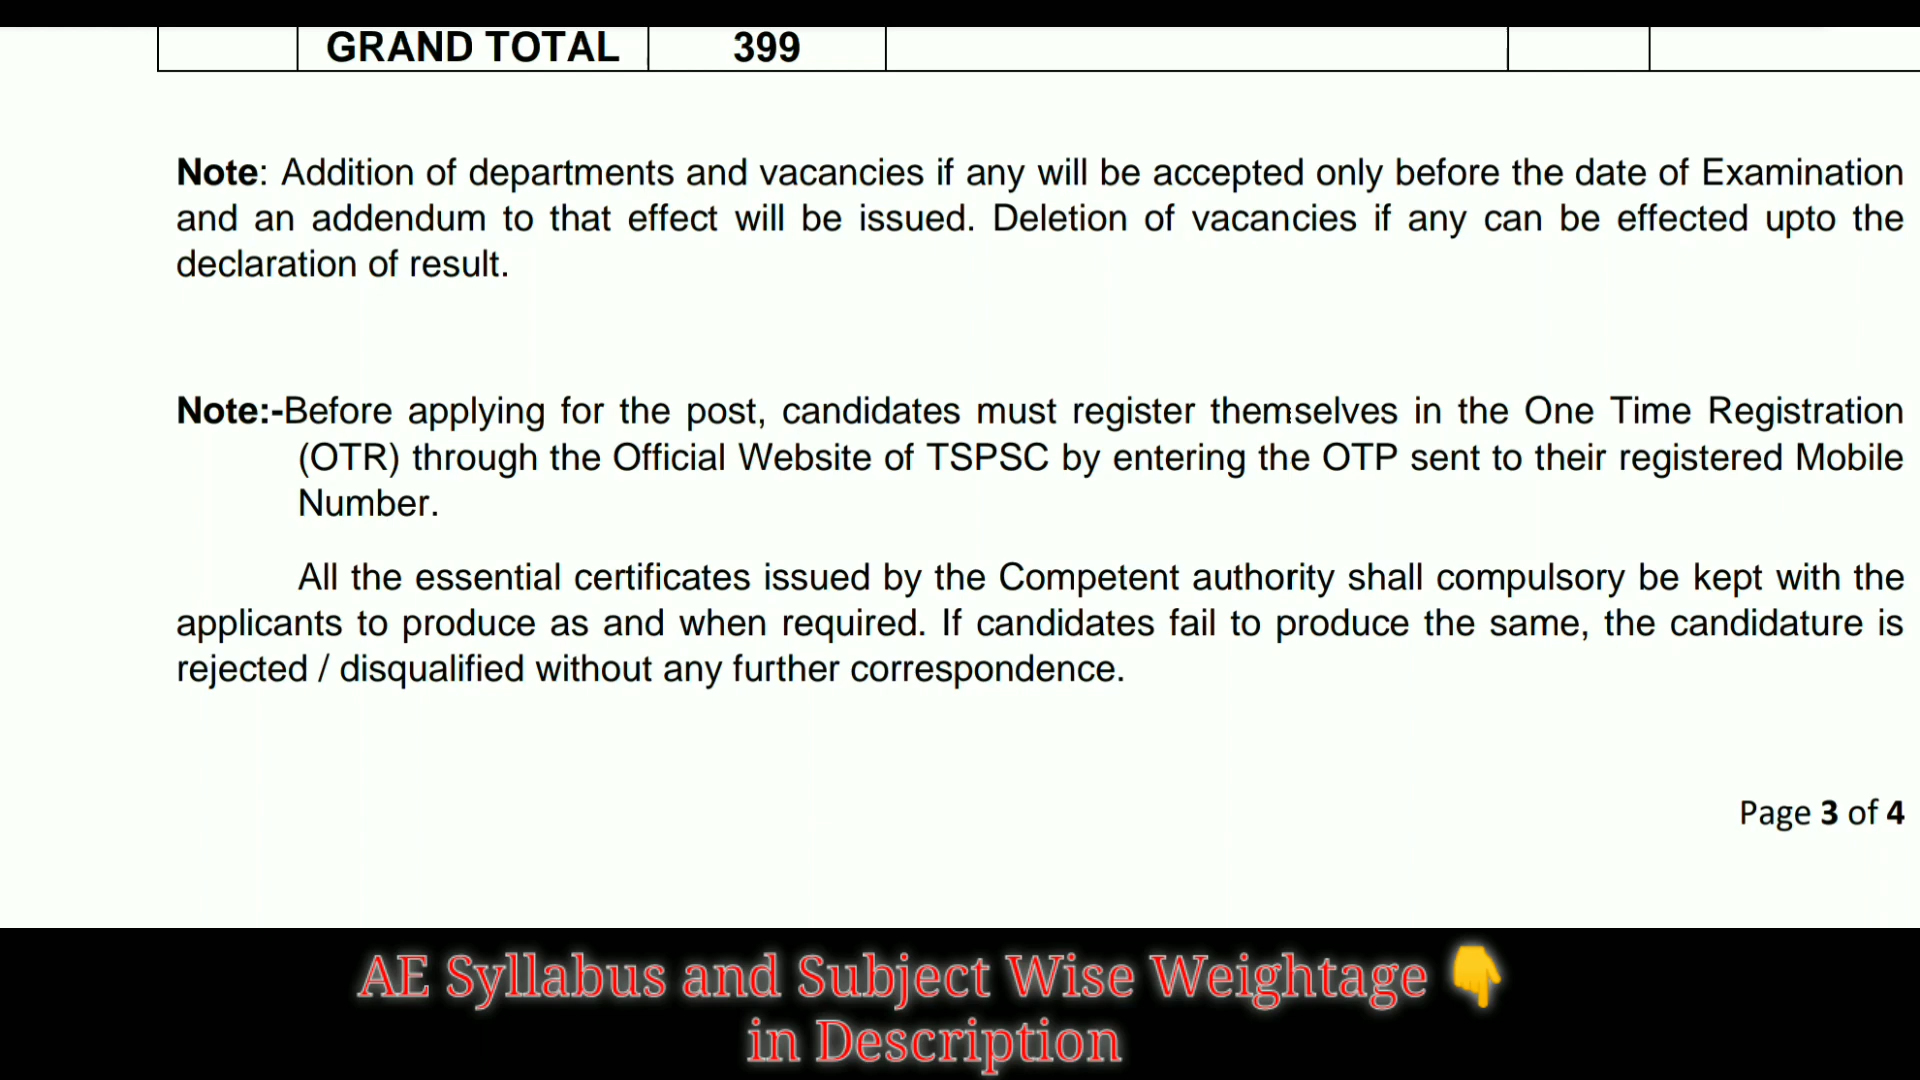 GRAND TOTAL 399
Note: Addition of departments and vacancies if any will be accepted only before the date of Examination
and an addendum to that effect will be issued. Deletion of vacancies if any can be effected upto the
declaration of result.
Note:-Before applying for the post, candidates must register themselves in the One Time Registration
(OTR) through the Official Website of TSPSC by entering the OTP sent to their registered Mobile
Number.
All the essential certificates issued by the Competent authority shall compulsory be kept with the
applicants to produce as and when required. If candidates fail to produce the same, the candidature is
rejected / disqualified without any further correspondence.
Page 3 of 4
AE Syllabus and Subject Wise Weightage 👇
in Description